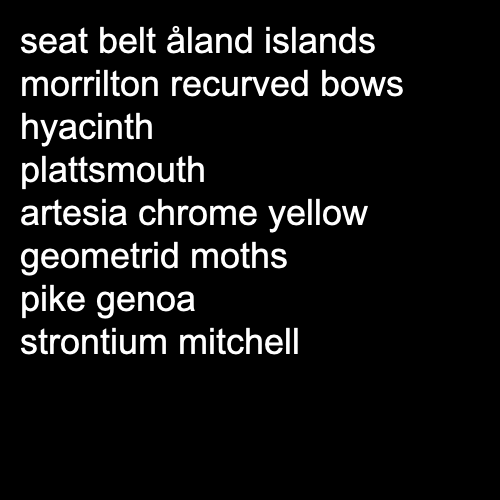 seat belt åland islands
morrilton recurved bows
hyacinth
plattsmouth
artesia chrome yellow
geometrid moths
pike genoa
strontium mitchell